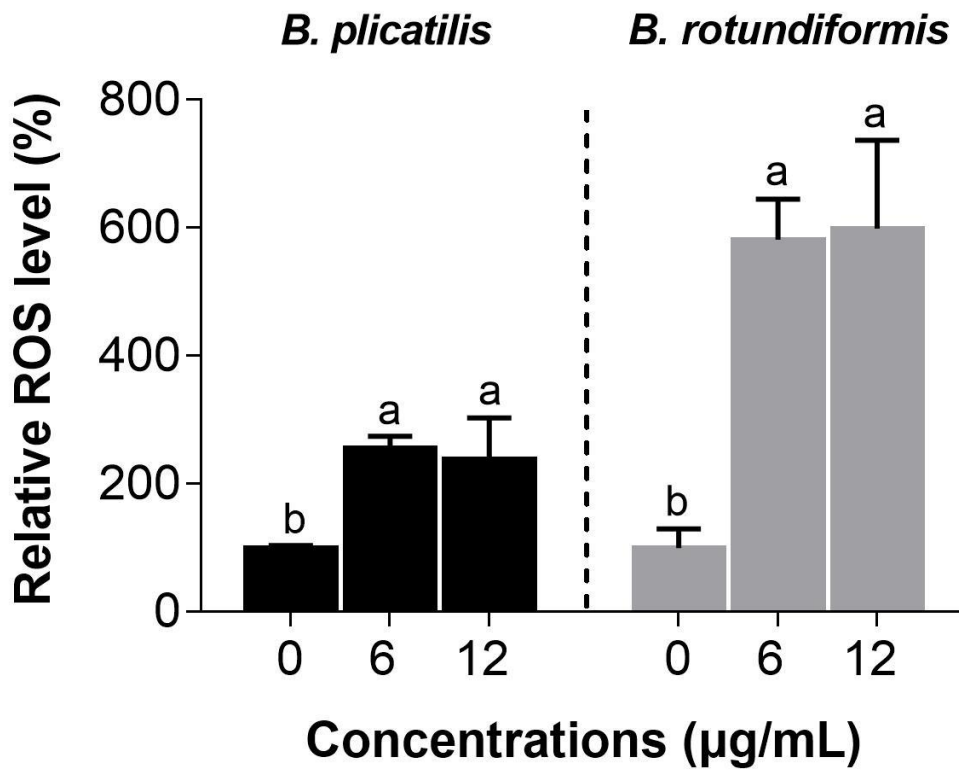 B. plicatilis B. rotundiformis
Relative ROS level (%)
800
600
400
200
0
b a a b a a
0 6 12 0 6 12
Concentrations (µg/mL)